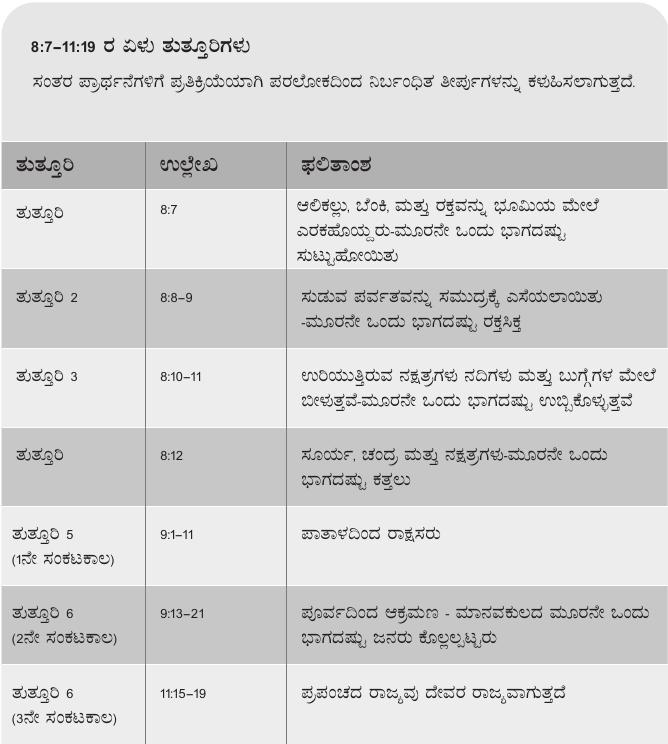 8:7–11:19 ರ ಏಳು ತುತ್ತೂರಿಗಳು
ಸಂತರ ಪ್ರಾರ್ಥನೆಗಳಿಗೆ ಪ್ರತಿಕ್ರಿಯೆಯಾಗಿ ಪರಲೋಕದಿಂದ ನಿರ್ಬಂಧಿತ ತೀರ್ಪುಗಳನ್ನು ಕಳುಹಿಸಲಾಗುತ್ತದೆ.
ತುತ್ತೂರಿ ಉಲ್ಲೇಖ ಫಲಿತಾಂಶ
ತುತ್ತೂರಿ 8:7 ಆಲಿಕಲ್ಲು, ಬೆಂಕಿ, ಮತ್ತು ರಕ್ತವನ್ನು ಭೂಮಿಯ ಮೇಲೆ
ಎರಕಹೊಯ್ದರು-ಮೂರನೇ ಒಂದು ಭಾಗದಷ್ಟು
ಸುಟ್ಟುಹೋಯಿತು
ತುತ್ತೂರಿ 2 8:8–9 ಸುಡುವ ಪರ್ವತವನ್ನು ಸಮುದ್ರಕ್ಕೆ ಎಸೆಯಲಾಯಿತು
-ಮೂರನೇ ಒಂದು ಭಾಗದಷ್ಟು ರಕ್ತಸಿಕ್ತ
ತುತ್ತೂರಿ 3 8:10–11 ಉರಿಯುತ್ತಿರುವ ನಕ್ಷತ್ರಗಳು ನದಿಗಳು ಮತ್ತು ಬುಗ್ಗೆಗಳ ಮೇಲೆ
ಬೀಳುತ್ತವೆ-ಮೂರನೇ ಒಂದು ಭಾಗದಷ್ಟು ಉಬ್ಬಿಕೊಳ್ಳುತ್ತವೆ
ತುತ್ತೂರಿ 8:12 ಸೂರ್ಯ, ಚಂದ್ರ ಮತ್ತು ನಕ್ಷತ್ರಗಳು-ಮೂರನೇ ಒಂದು
ಭಾಗದಷ್ಟು ಕತ್ತಲು
ತುತ್ತೂರಿ 5 9:1–11 ಪಾತಾಳದಿಂದ ರಾಕ್ಷಸರು
(1ನೇ ಸಂಕಟಕಾಲ)
ತುತ್ತೂರಿ 6 9:13–21 ಪೂರ್ವದಿಂದ ಆಕ್ರಮಣ - ಮಾನವಕುಲದ ಮೂರನೇ ಒಂದು
(2ನೇ ಸಂಕಟಕಾಲ) ಭಾಗದಷ್ಟು ಜನರು ಕೊಲ್ಲಲ್ಪಟ್ಟರು
ತುತ್ತೂರಿ 6 11:15–19 ಪ್ರಪಂಚದ ರಾಜ್ಯವು ದೇವರ ರಾಜ್ಯವಾಗುತ್ತದೆ
(3ನೇ ಸಂಕಟಕಾಲ)